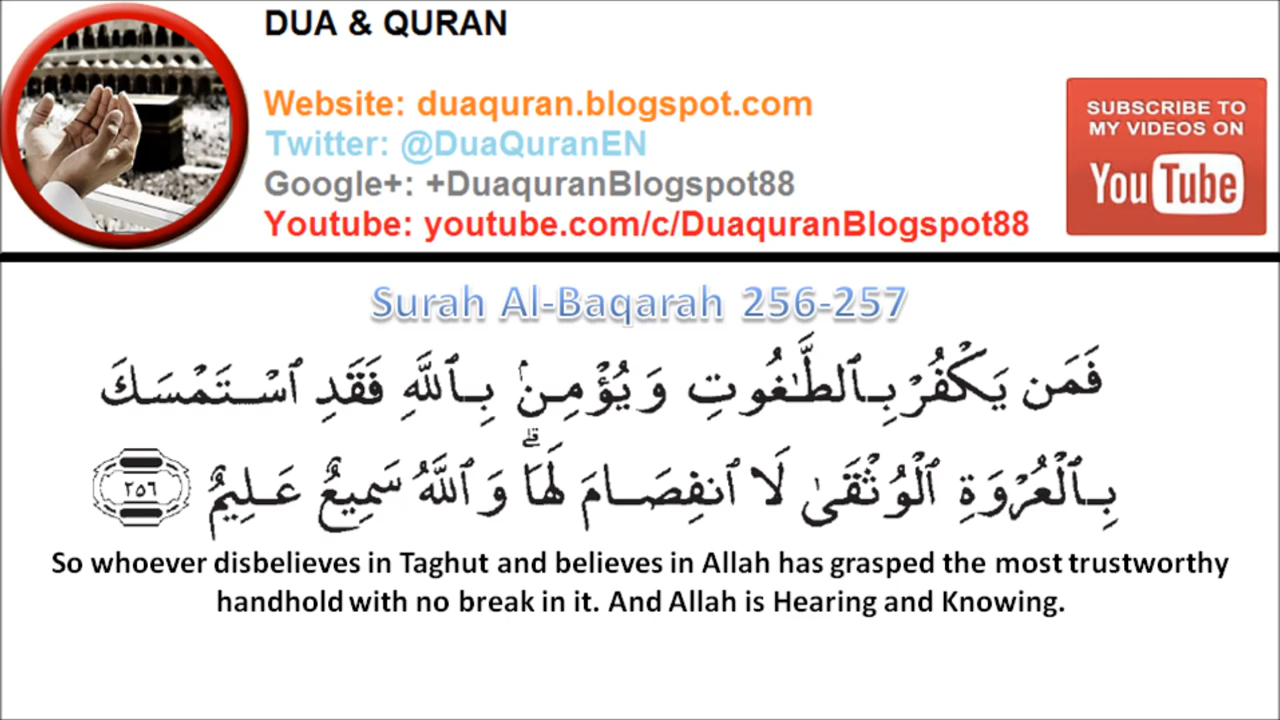 DUA & QURAN
Website: duaquran.blogspot.com
Twitter: @DuaQuranEN
Google+: +DuaquranBlogspot88
Youtube: youtube.com/c/DuaquranBlogspot88
SUBSCRIBE TO
MY VIDEOS ON
YouTube
Surah Al-Baqarah 256-257
فَمَن يَكْفُرْ بِٱلطَّٰغُوتِ وَيُؤْمِنۢ بِٱللَّهِ فَقَدِ ٱسْتَمْسَكَ
بِٱلْعُرْوَةِ ٱلْوُثْقَىٰ لَا ٱنفِصَامَ لَهَا ۗ وَٱللَّهُ سَمِيعٌ عَلِيمٌ ٢٥٦
So whoever disbelieves in Taghut and believes in Allah has grasped the most trustworthy
handhold with no break in it. And Allah is Hearing and Knowing.